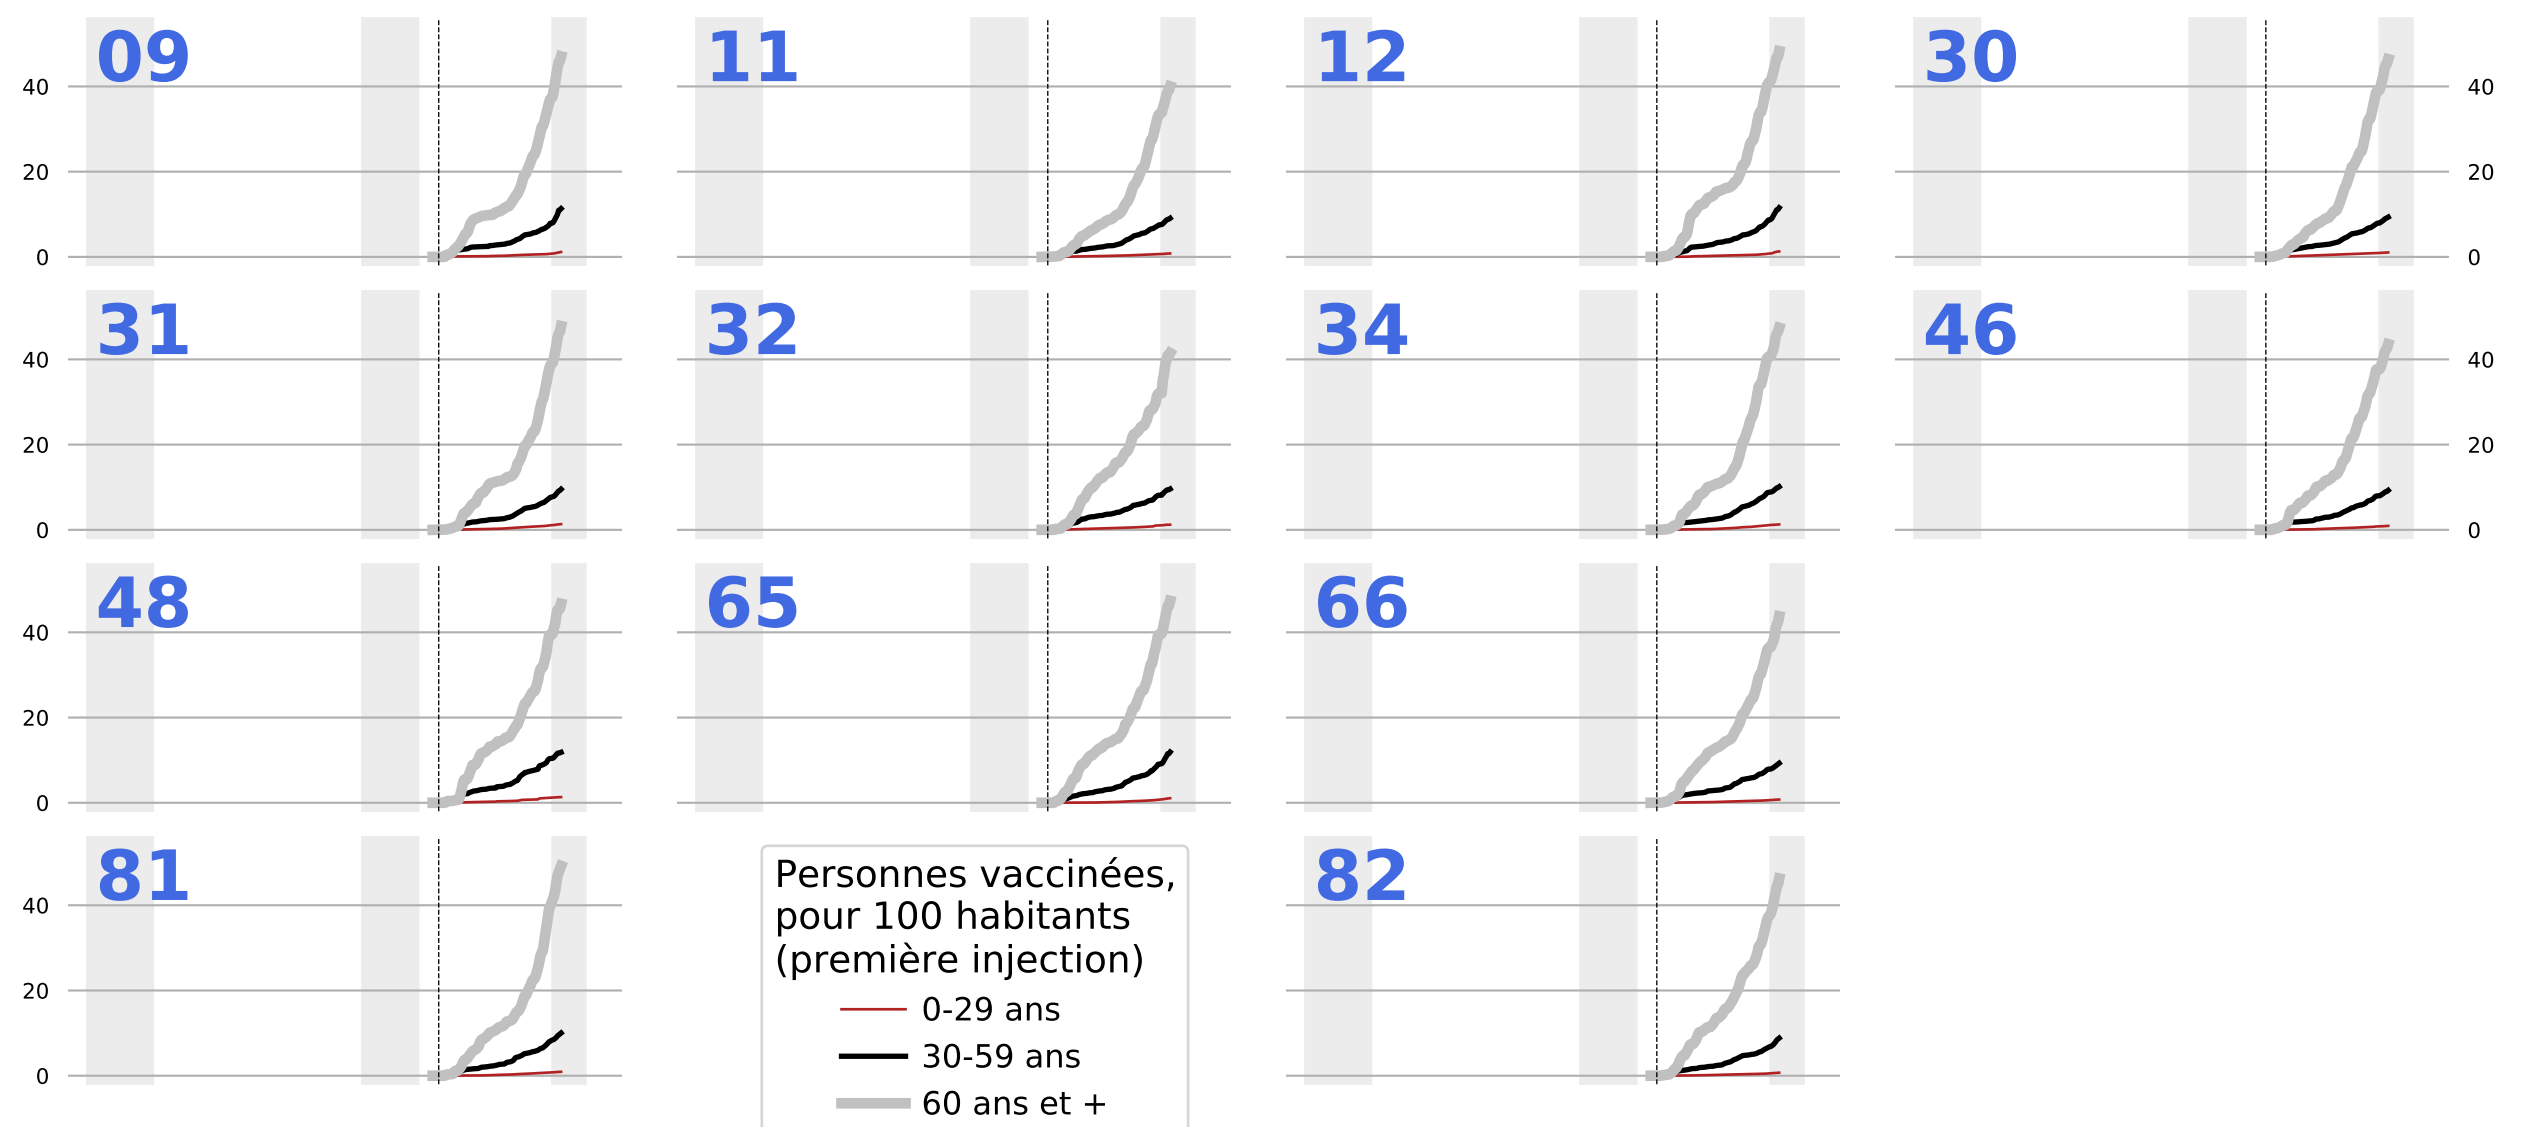 09 11 12 30
40 40
20 20
0 0
31 32 34 46
40 40
20 20
0 0
48 65 66
40
20
0
81 82
40
20
0
Personnes vaccinées,
pour 100 habitants
(première injection)
0-29 ans
30-59 ans
60 ans et +